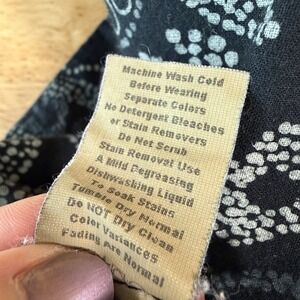 Machine Wash Cold
Before Wearing
Separate Colors
No Detergent Bleaches
or Stain Removers
Do Not Scrub
Stain Removal Use
A Mild Degreasing
Dishwashing Liquid
To Soak Stains
Tumble Dry Normal
Do NOT Dry Clean
Color Variances
Fading Are Normal